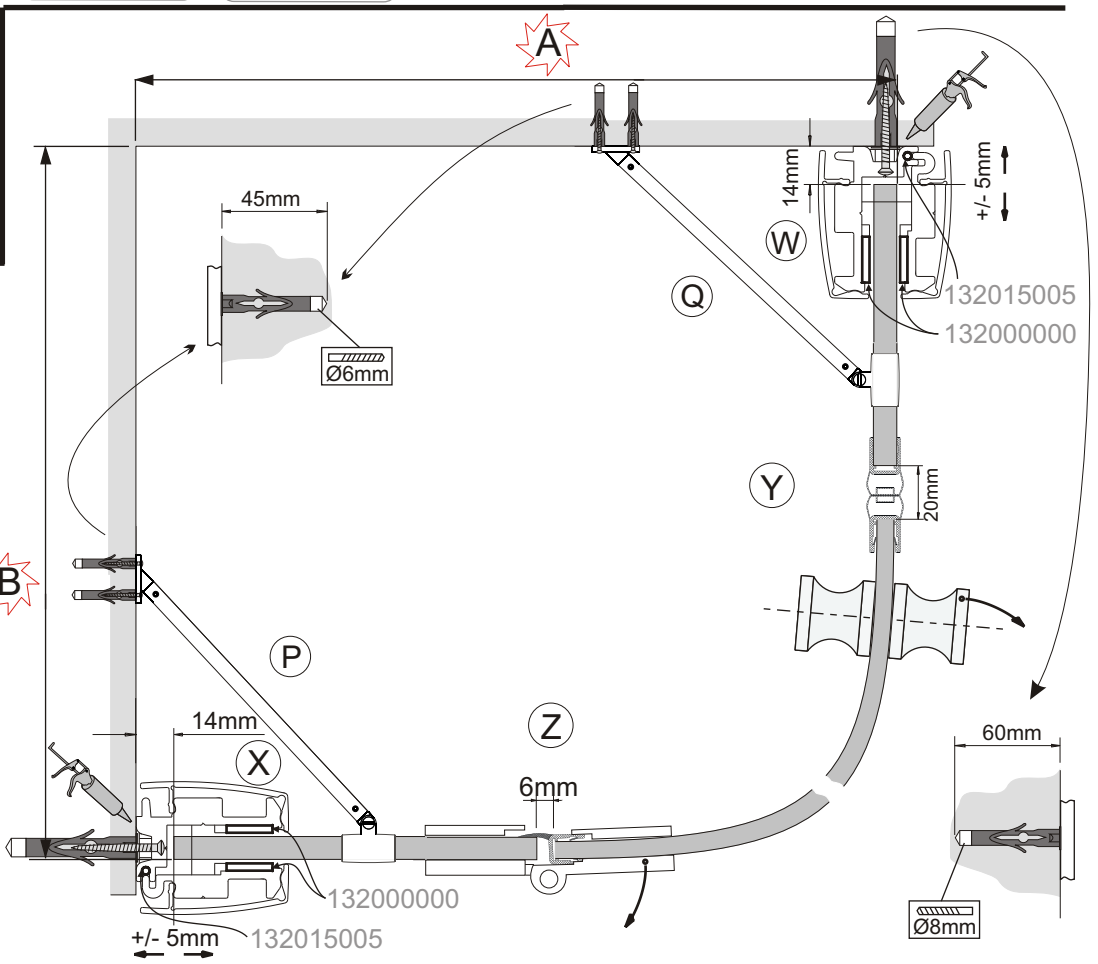 A
14mm
+/- 5mm
45mm
W
Q
132015005
132000000
Ø6mm
Y
20mm
B
P
14mm
Z
60mm
X
6mm
132000000
Ø8mm
+/- 5mm
132015005